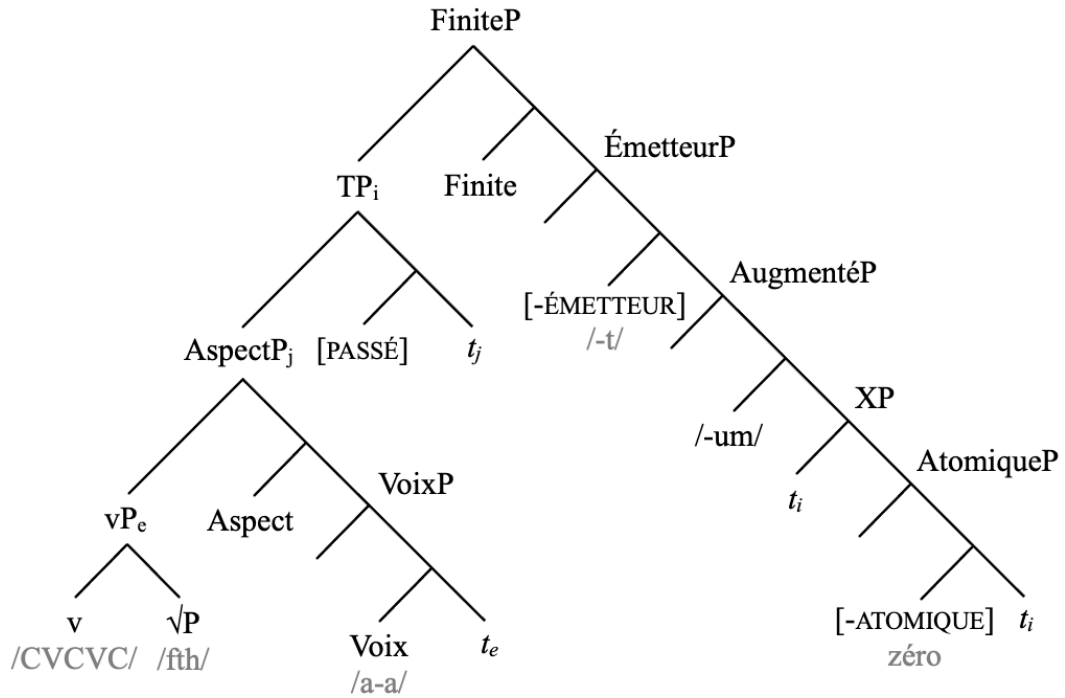 FiniteP
ÉmetteurP
TPᵢ Finite
AugmentéP
[-ÉMETTEUR]
/-t/
AspectPⱼ [PASSÉ] tⱼ
XP
/-um/
AtomiqueP
VoixP
tᵢ
vPₑ Aspect
v √P [-ATOMIQUE] tᵢ
/CVCVC/ /fth/ Voix tₑ zéro
/a-a/